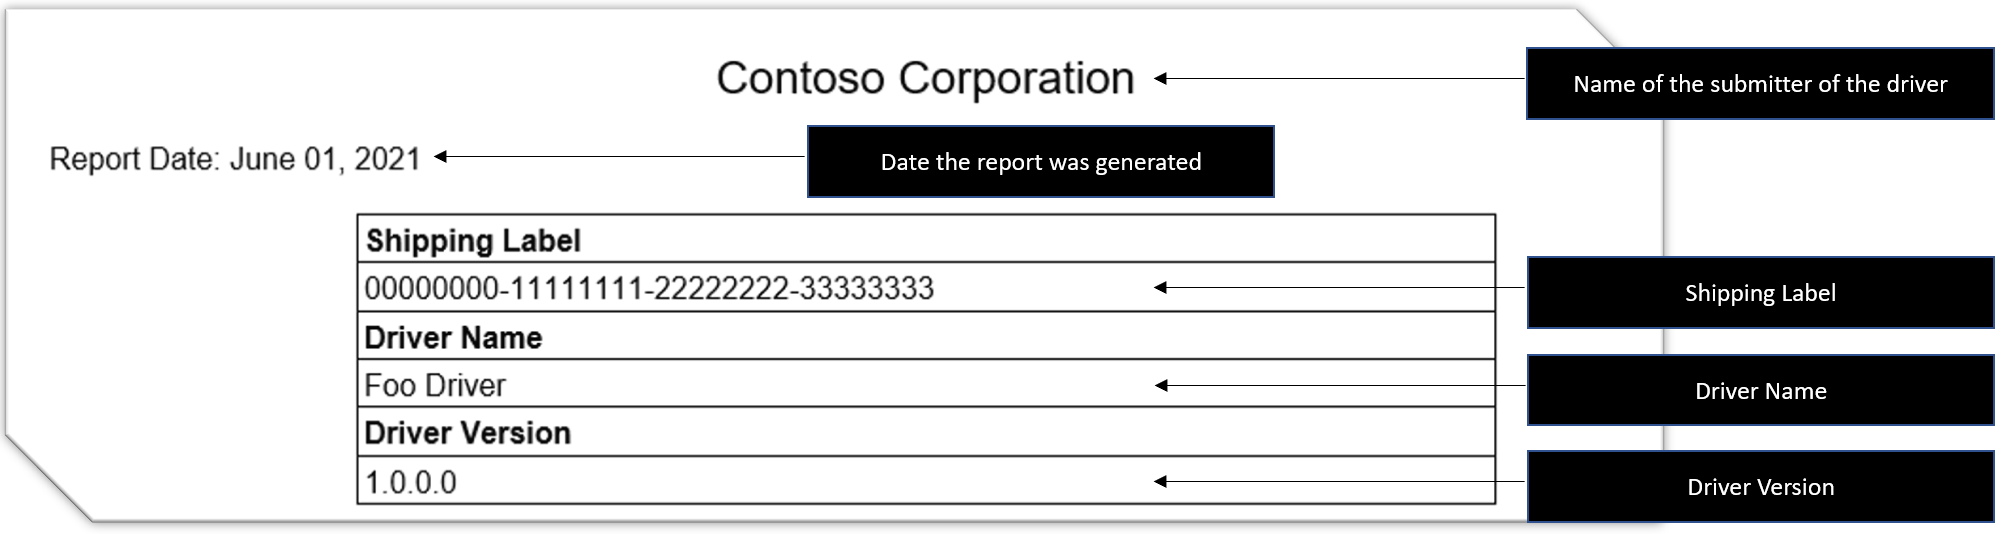 Contoso Corporation
Name of the submitter of the driver
Report Date: June 01, 2021
Date the report was generated
Shipping Label
00000000-11111111-22222222-33333333
Shipping Label
Driver Name
Foo Driver
Driver Name
Driver Version
1.0.0.0
Driver Version